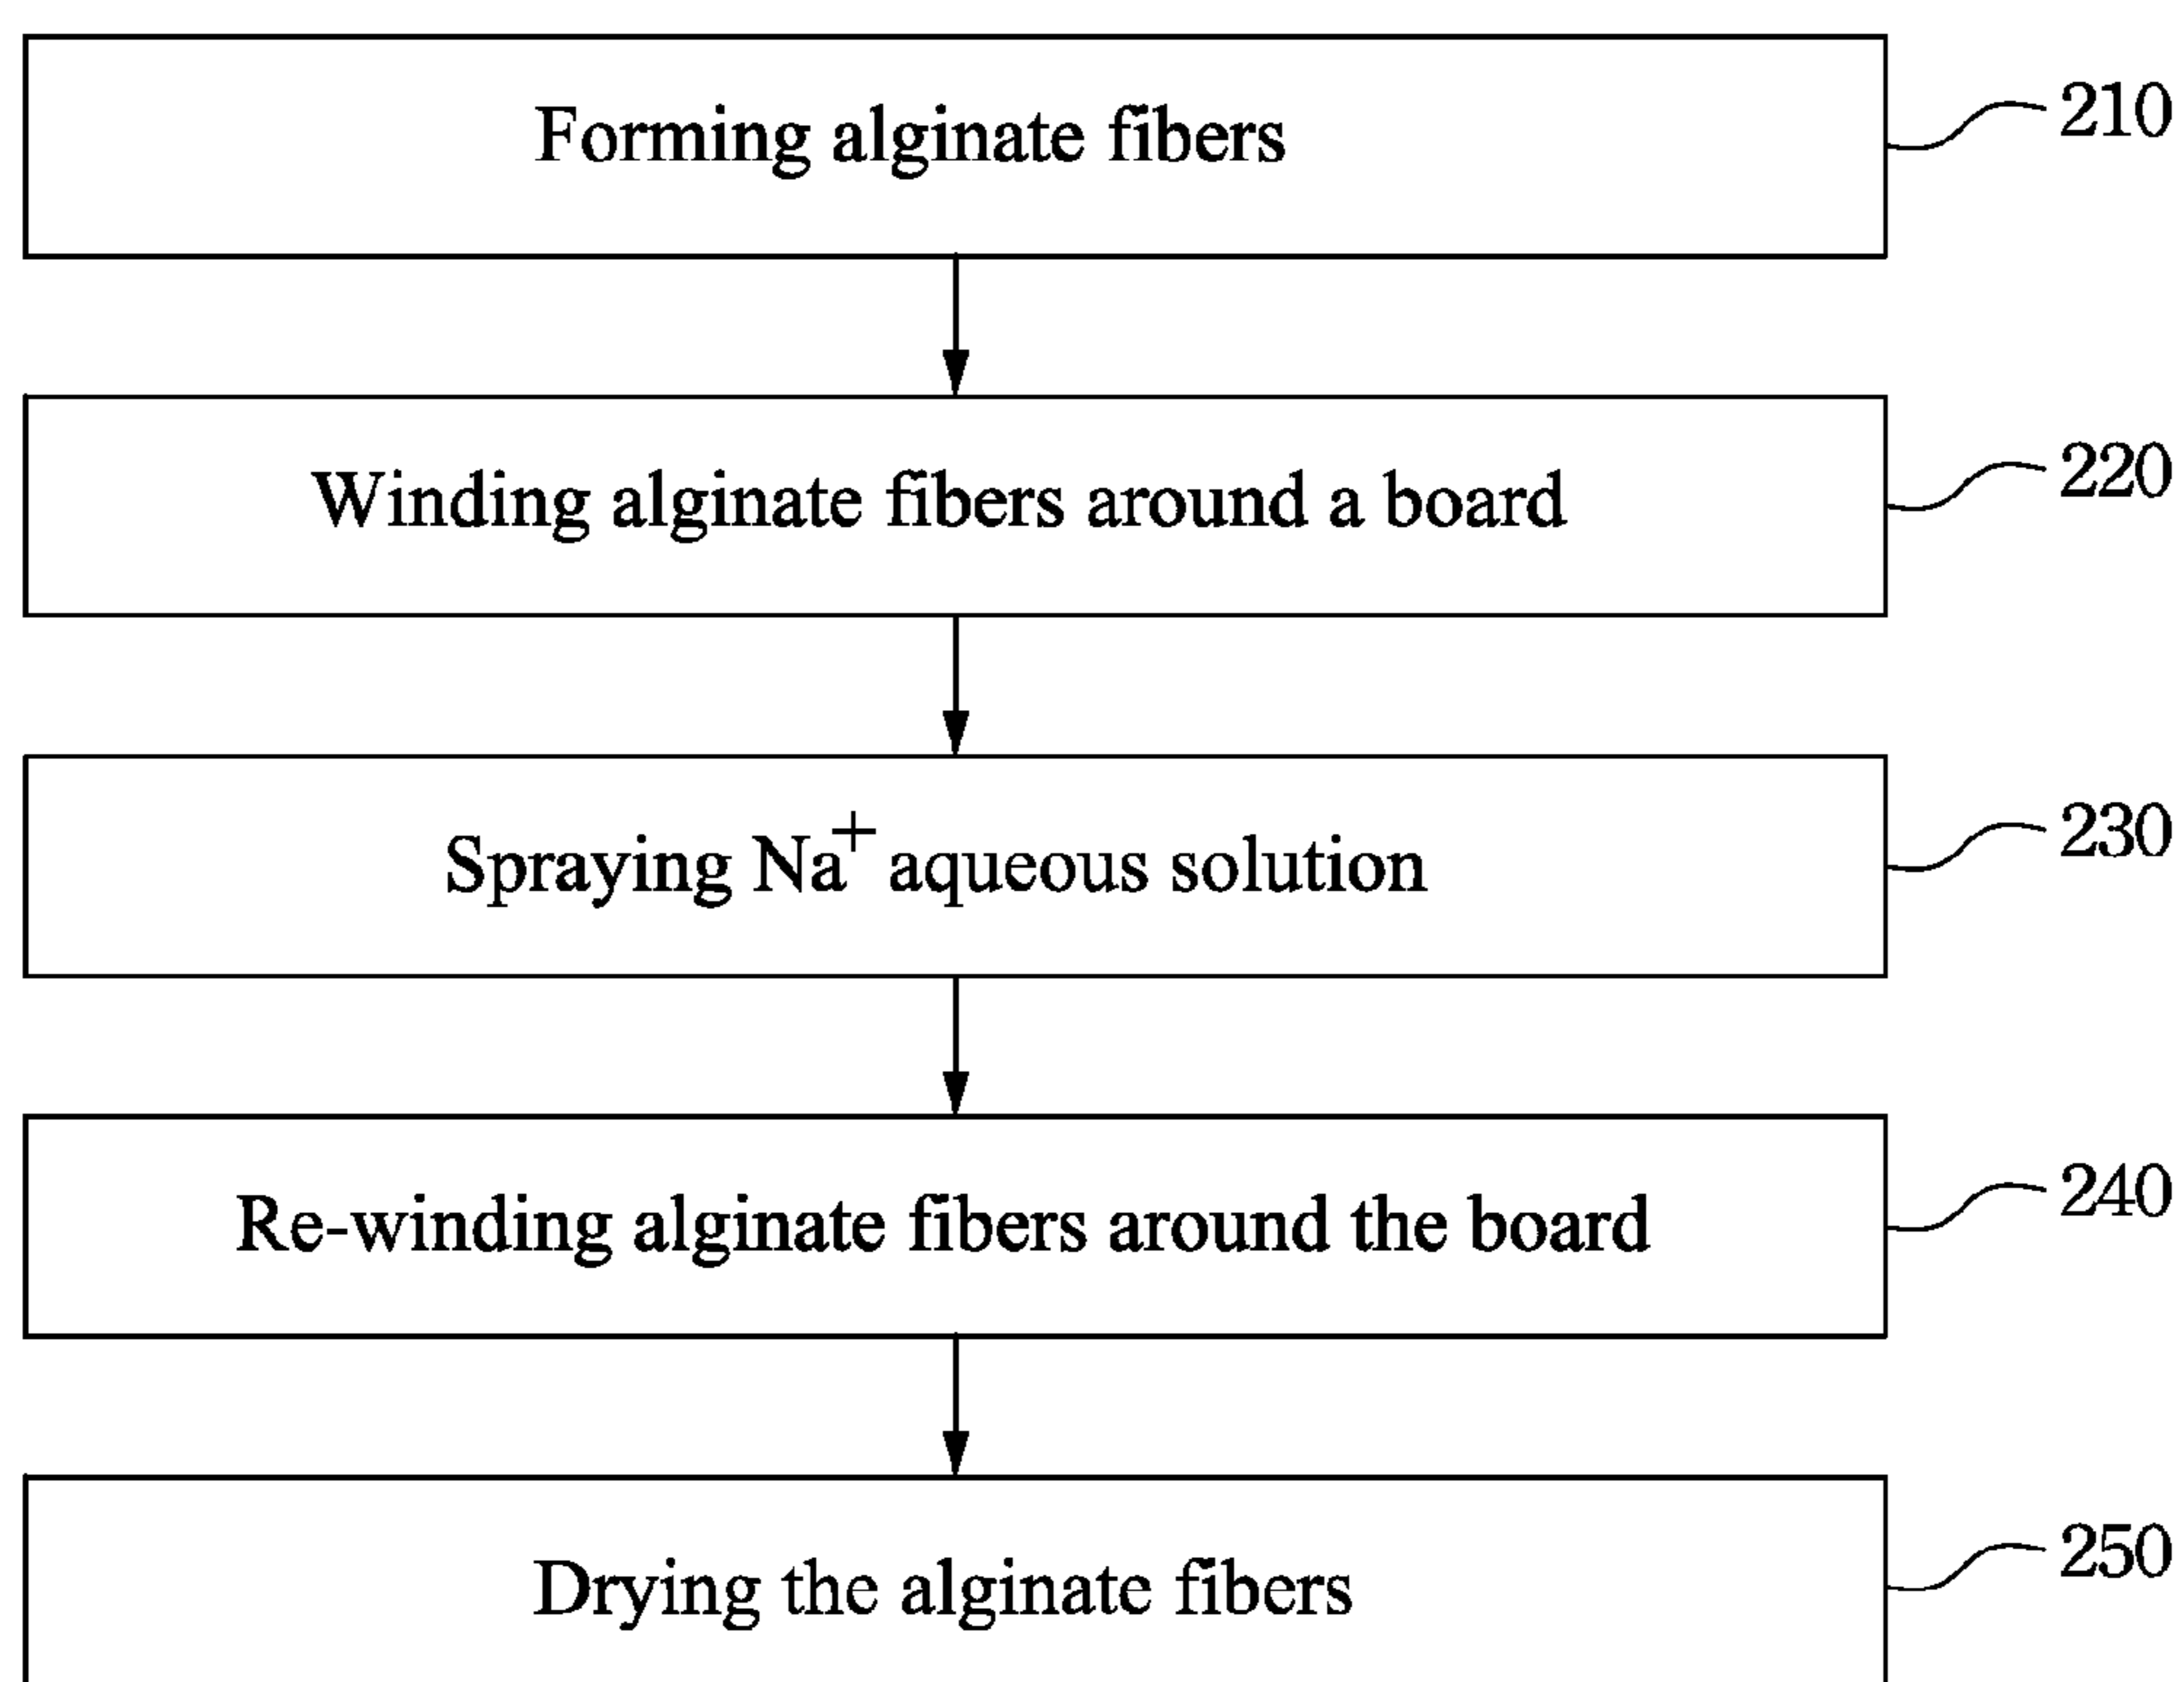 Forming alginate fibers 210
Winding alginate fibers around a board 220
Spraying Na⁺ aqueous solution 230
Re-winding alginate fibers around the board 240
Drying the alginate fibers 250